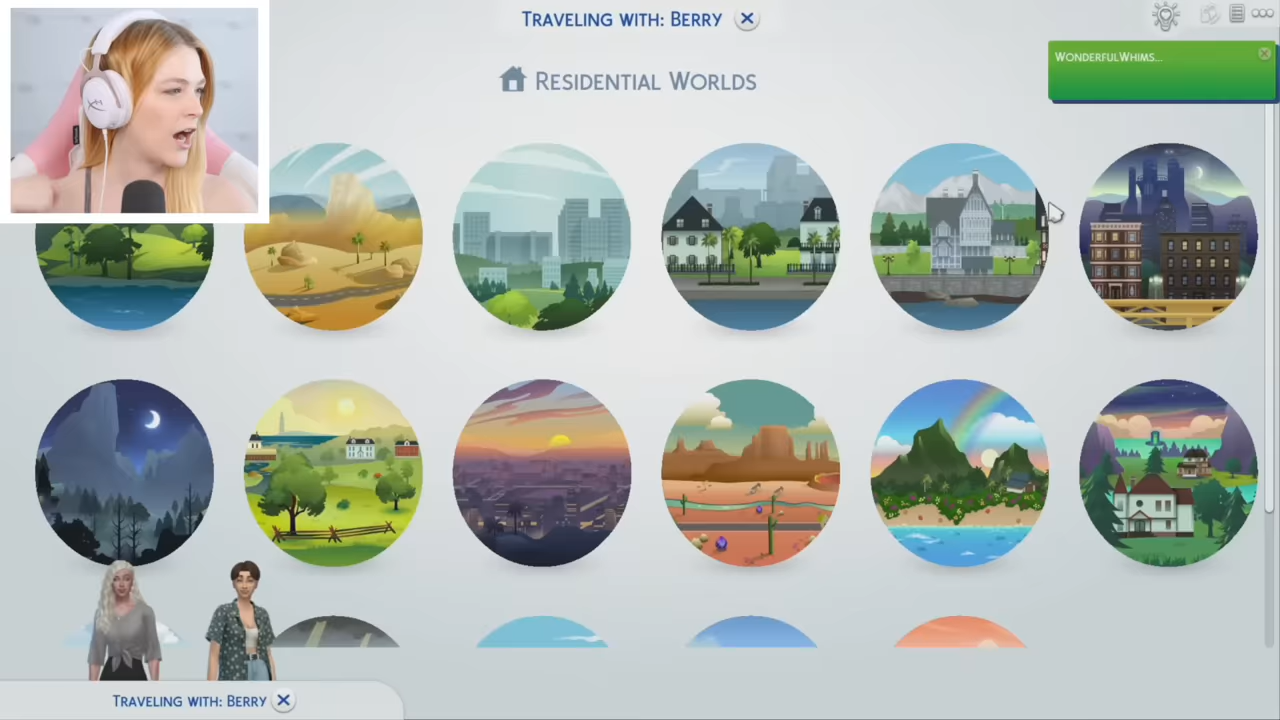 Traveling with: Berry
Residential Worlds
WonderfulWhims...
Traveling with: Berry